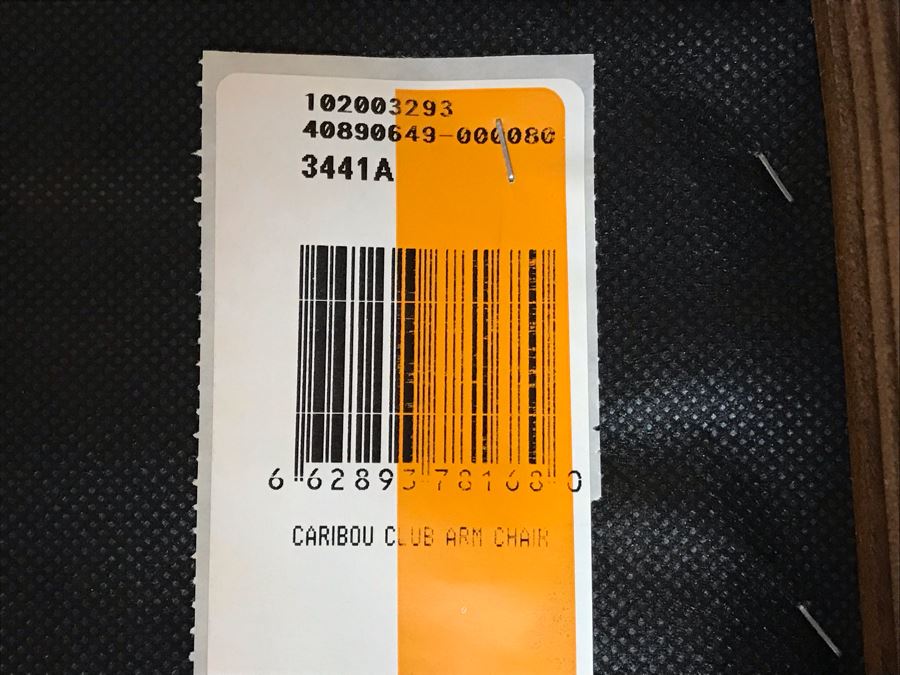 102003293
40890649-000080
3441A
6 62893 78168 0
CARIBOU CLUB ARM CHAIR